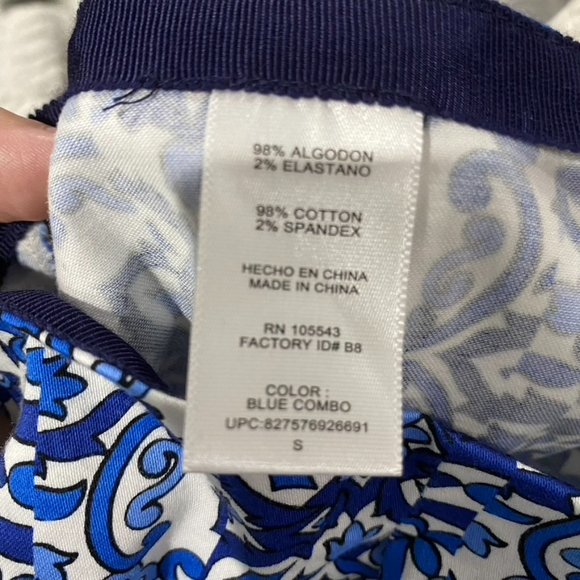 98% ALGODON
2% ELASTANO
98% COTTON
2% SPANDEX
HECHO EN CHINA
MADE IN CHINA
RN 105543
FACTORY ID# B8
COLOR :
BLUE COMBO
UPC:827576926691
S